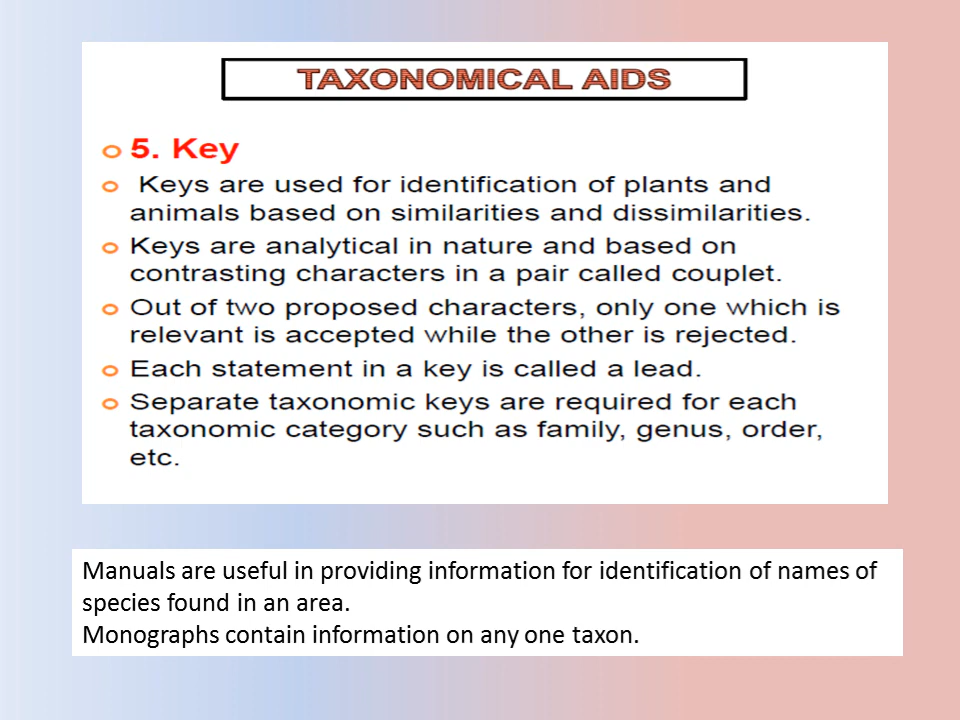 TAXONOMICAL AIDS
5. Key
Keys are used for identification of plants and
animals based on similarities and dissimilarities.
Keys are analytical in nature and based on
contrasting characters in a pair called couplet.
Out of two proposed characters, only one which is
relevant is accepted while the other is rejected.
Each statement in a key is called a lead.
Separate taxonomic keys are required for each
taxonomic category such as family, genus, order,
etc.
Manuals are useful in providing information for identification of names of
species found in an area.
Monographs contain information on any one taxon.